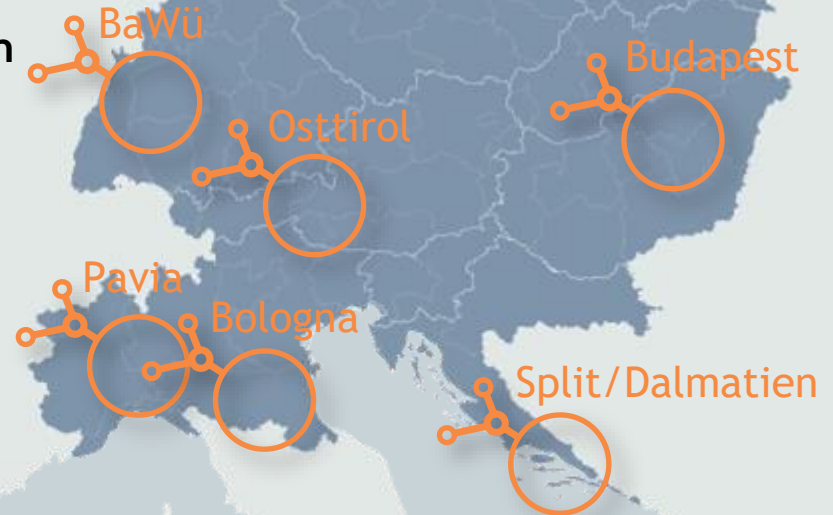 BaWü
n
Budapest
Osttirol
Pavia
Bologna
Split/Dalmatien